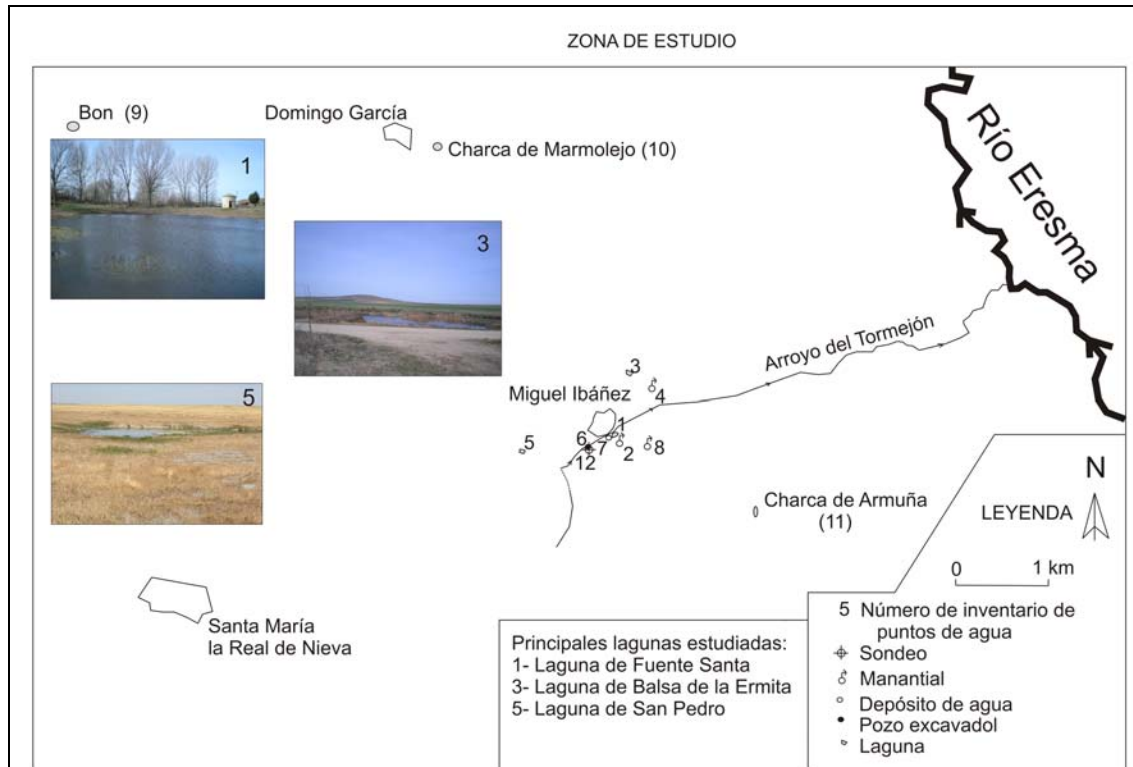 ZONA DE ESTUDIO
Bon (9)
Domingo García
Charca de Marmolejo (10)
Río Eresma
1
3
5
Arroyo del Tormejón
3
4
Miguel Ibáñez
1
6
7
2
8
5
12
Charca de Armuña
(11)
N
LEYENDA
0 1 km
Santa María
la Real de Nieva
Principales lagunas estudiadas:
1- Laguna de Fuente Santa
3- Laguna de Balsa de la Ermita
5- Laguna de San Pedro
5 Número de inventario de
puntos de agua
Sondeo
Manantial
Depósito de agua
Pozo excavadol
Laguna